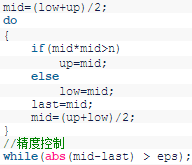 mid=(low+up)/2;
do
{
if(mid*mid>n)
up=mid;
else
low=mid;
last=mid;
mid=(up+low)/2;
}
//精度控制
while(abs(mid-last) > eps);